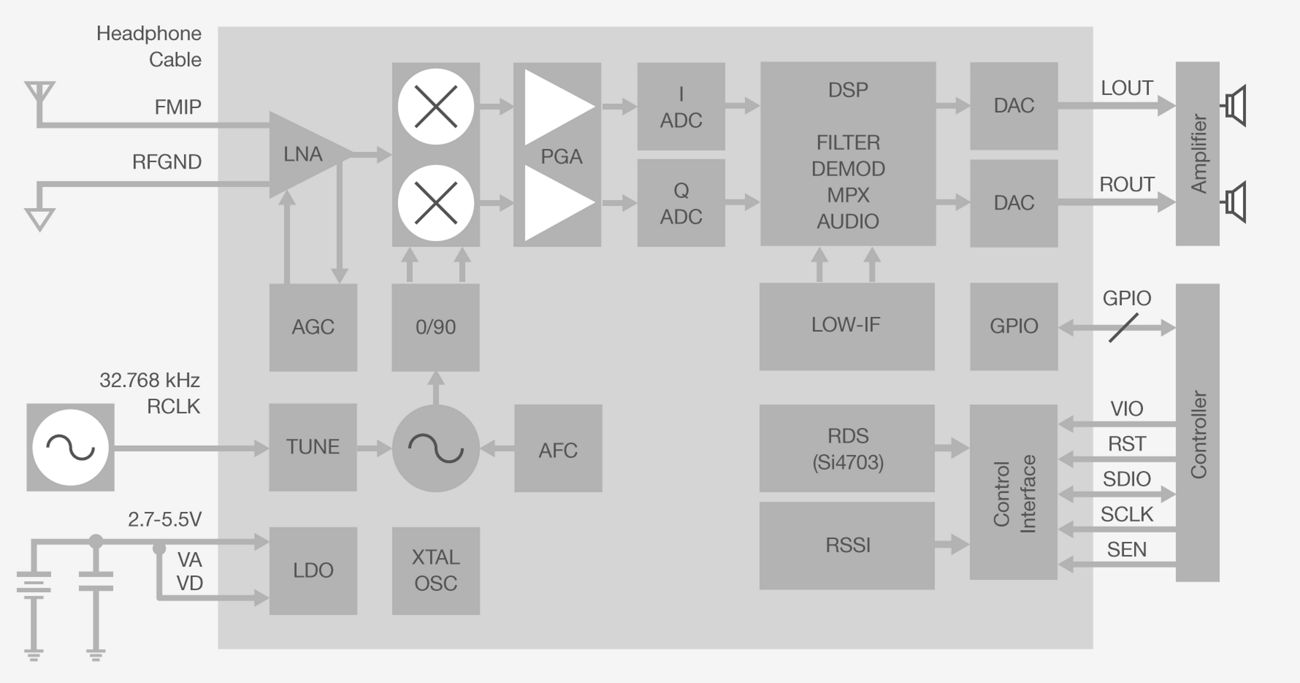 Headphone
Cable
FMIP
RFGND
LNA
PGA
I
ADC
Q
ADC
DSP
FILTER
DEMOD
MPX
AUDIO
DAC
DAC
LOUT
ROUT
Amplifier
AGC
0/90
LOW-IF
GPIO
GPIO
32.768 kHz
RCLK
TUNE
AFC
RDS
(Si4703)
RSSI
Control
Interface
VIO
RST
SDIO
SCLK
SEN
Controller
2.7-5.5V
VA
VD
LDO
XTAL
OSC